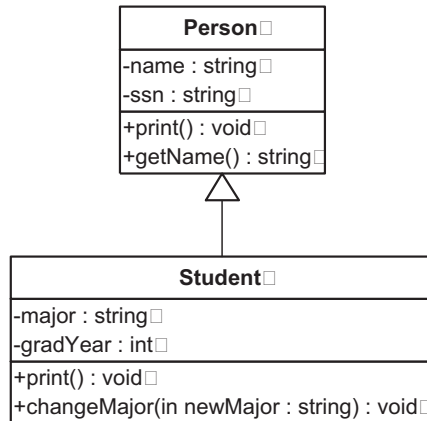 Person
-name : string
-ssn : string
+print() : void
+getName() : string
Student
-major : string
-gradYear : int
+print() : void
+changeMajor(in newMajor : string) : void